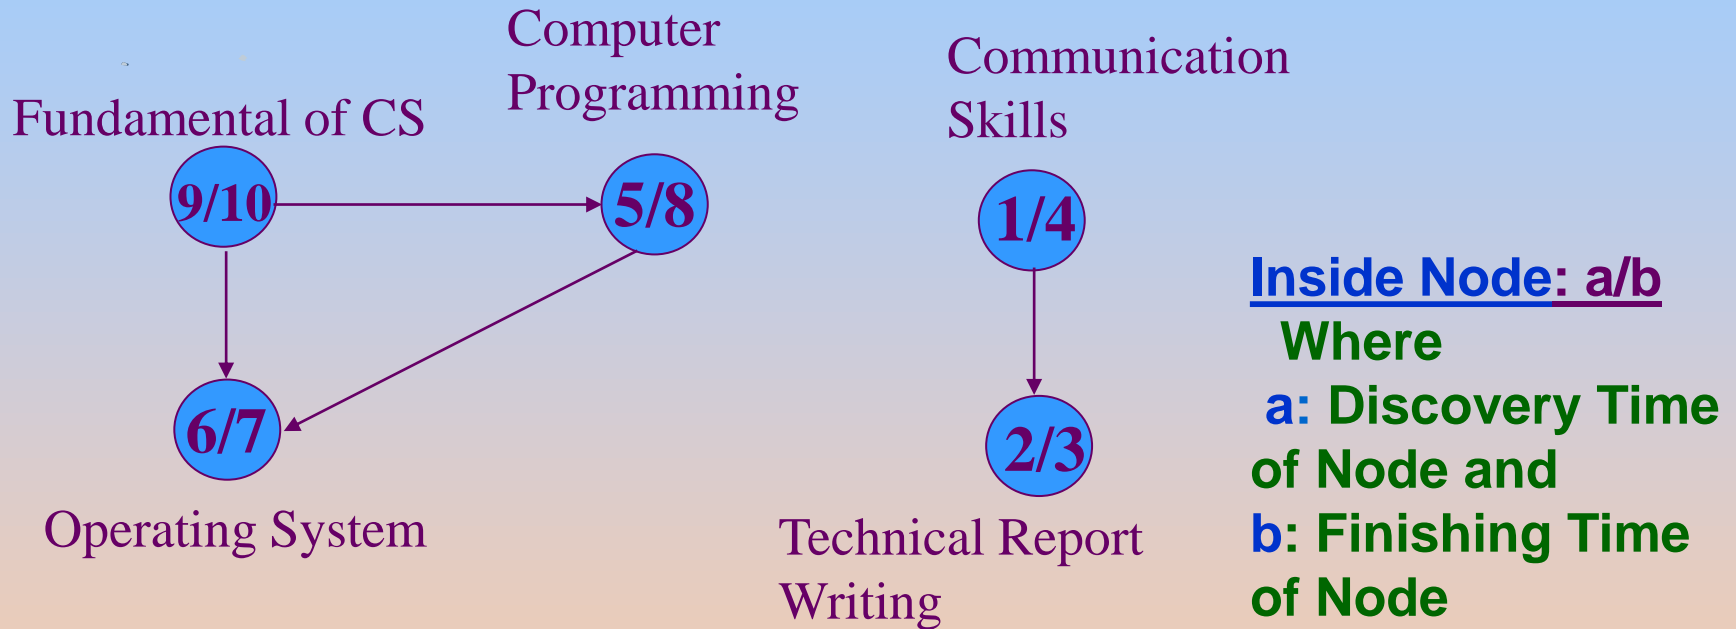 Computer
Programming
Communication
Skills
Fundamental of CS
9/10
5/8
1/4
6/7
2/3
Operating System
Technical Report
Writing
Inside Node: a/b
Where
a: Discovery Time
of Node and
b: Finishing Time
of Node